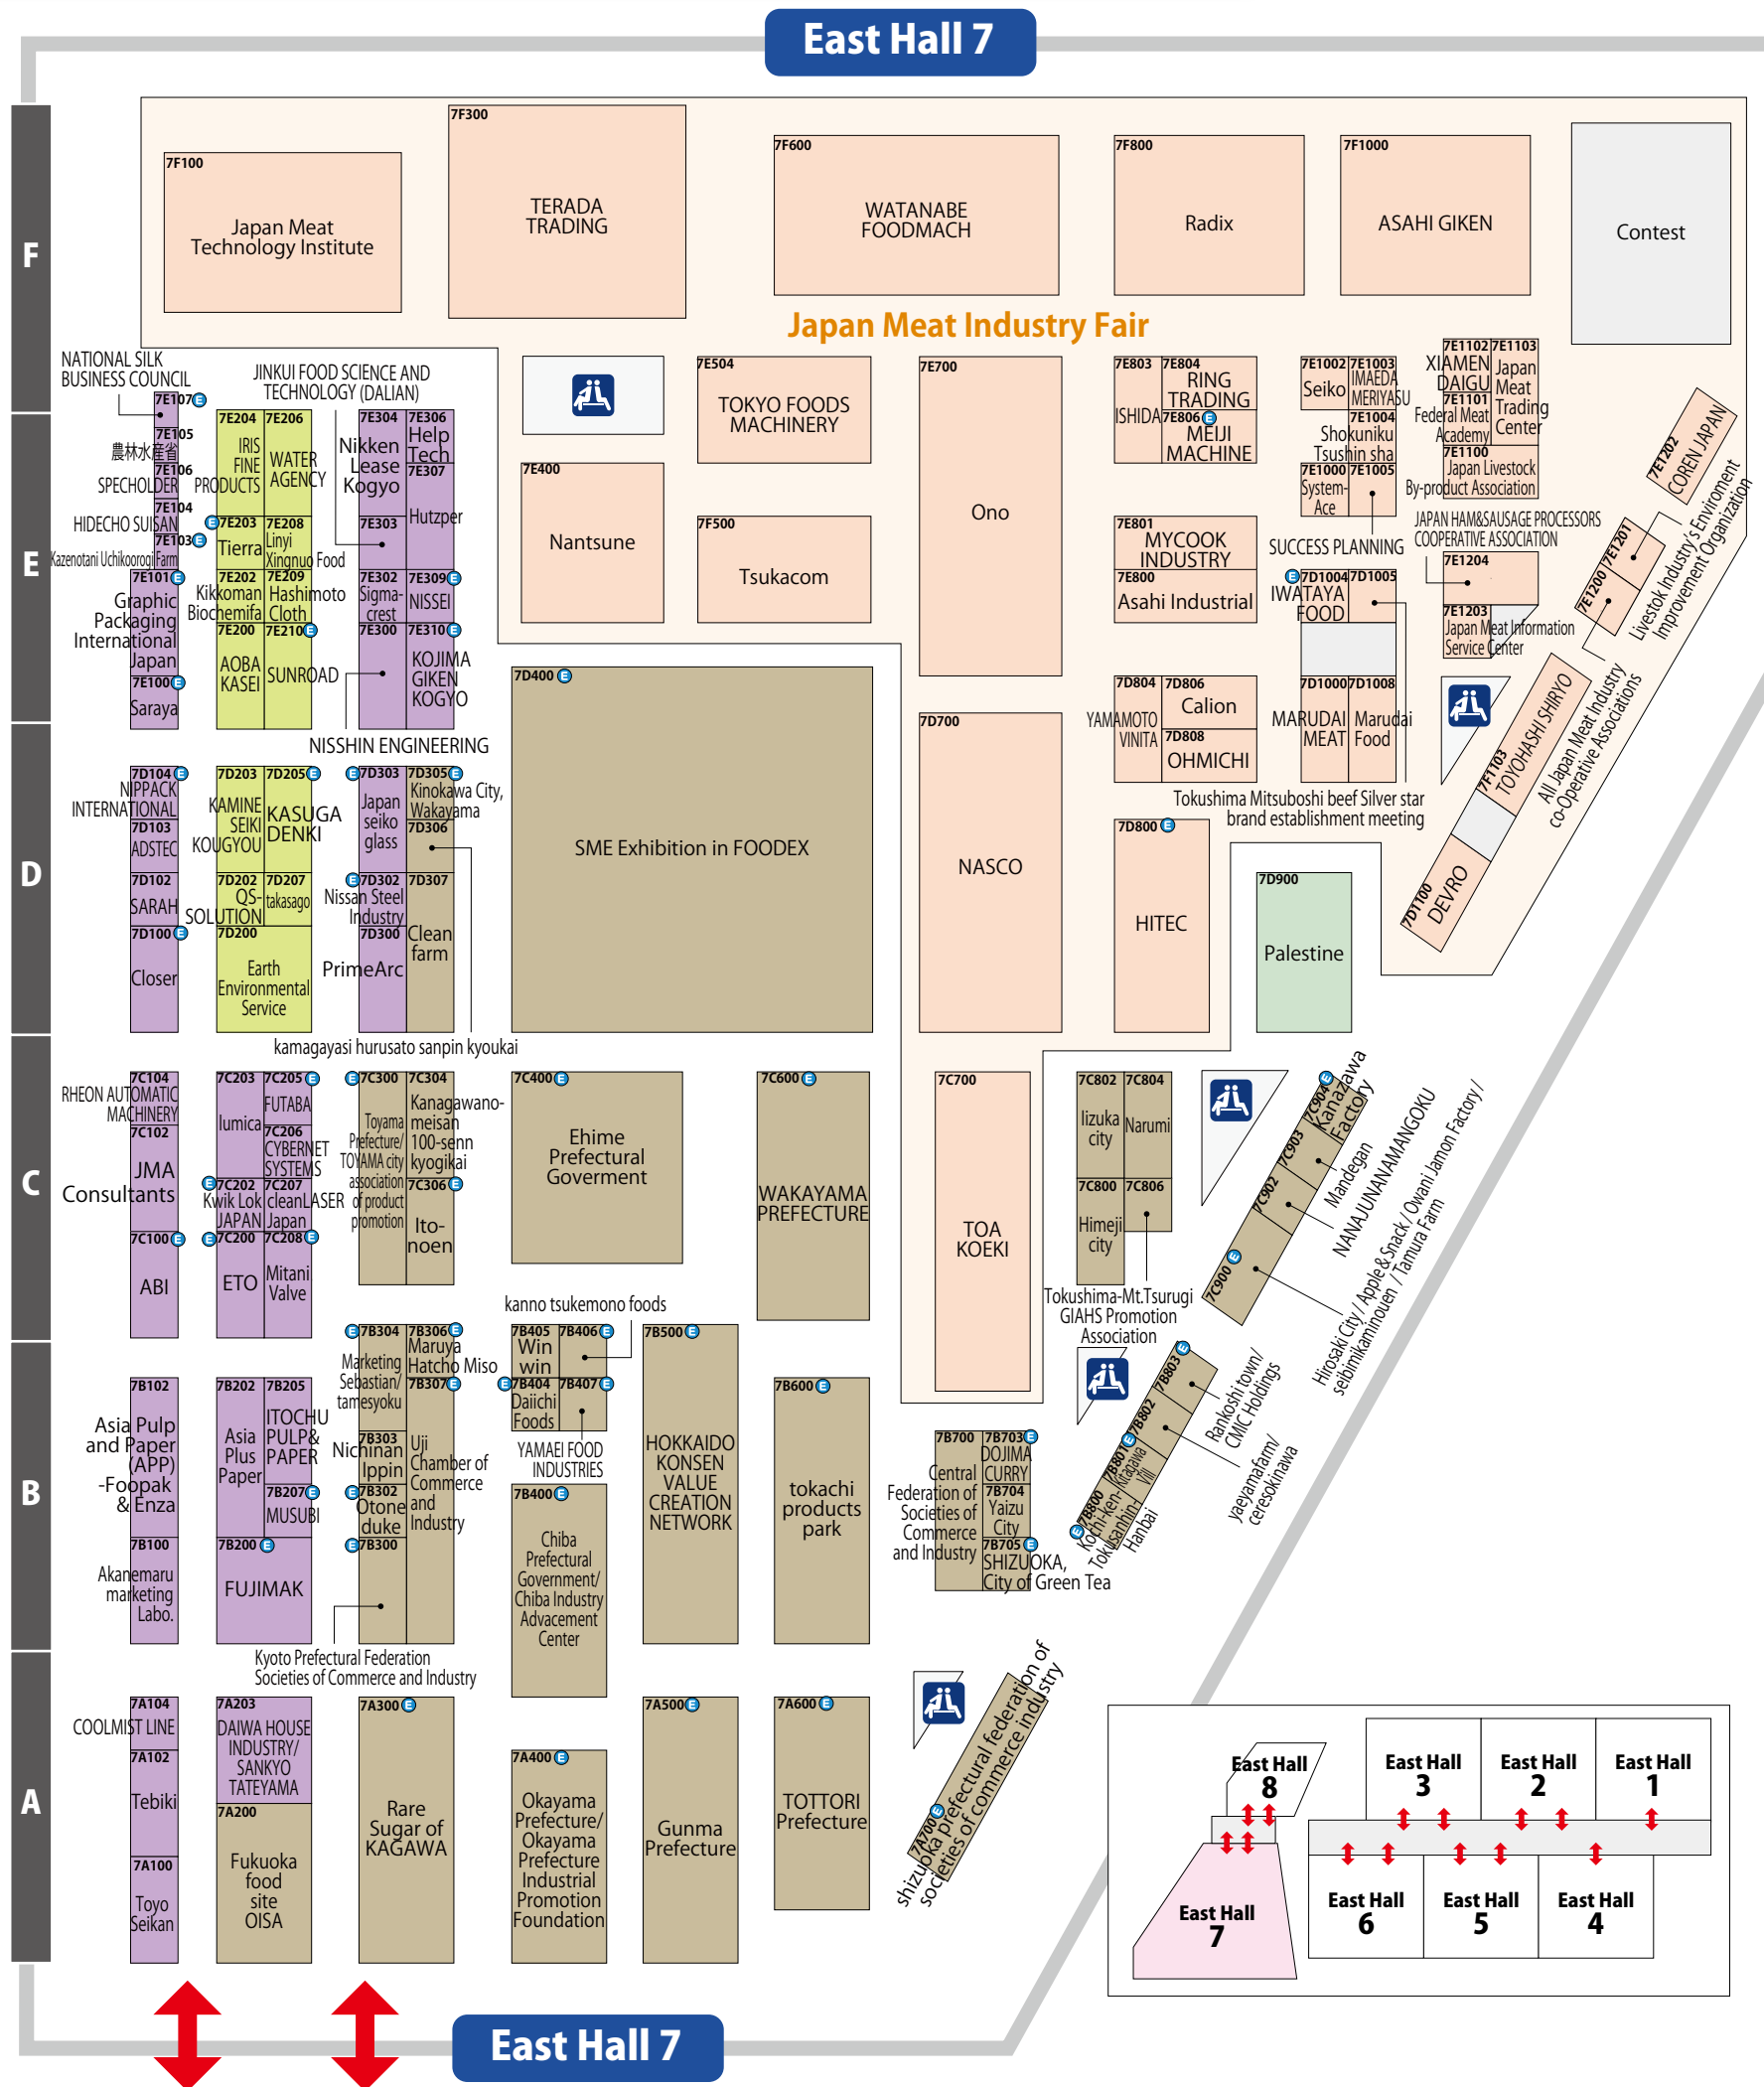 East Hall 7
F
7F100
Japan Meat
Technology Institute
7F300
TERADA
TRADING
7F600
WATANABE
FOODMACH
7F800
Radix
7F1000
ASAHI GIKEN
Contest
Japan Meat Industry Fair
E
NATIONAL SILK
BUSINESS COUNCIL
7E107 E
7E105
農林水産省
7E106
SPECHOLDER
7E104
HIDECHO SUISAN
7E103 E
Kazenotani Uchikoorogi Farm
7E101 E
Graphic
Packaging
International
Japan
7E100 E
Saraya
7E204
IRIS
FINE
PRODUCTS
7E206
WATER
AGENCY
E 7E203
Tierra
7E208
Linyi
Xingnuo Food
7E202
Kikkoman
Biochemifa
7E209
Hashimoto
Cloth
7E200
AOBA
KASEI
7E210 E
SUNROAD
JINKUI FOOD SCIENCE AND
TECHNOLOGY (DALIAN)
7E304
Nikken
Lease
Kogyo
7E306
Help
Tech
7E307
Hutzper
7E303
7E302
Sigma-
crest
7E309 E
NISSEI
7E300
7E310 E
KOJIMA
GIKEN
KOGYO
NISSHIN ENGINEERING
7E504
TOKYO FOODS
MACHINERY
7E400
Nantsune
7F500
Tsukacom
7E700
Ono
7E803
ISHIDA
7E804
RING
TRADING
7E806 E
MEIJI
MACHINE
7E801
MYCOOK
INDUSTRY
7E800
Asahi Industrial
7E1002
Seiko
7E1003
IMAEDA
MERIYASU
7E1004
Shokuniku
Tsushin sha
7E1000
System-
Ace
7E1005
SUCCESS PLANNING
7E1102
XIAMEN
DAIGU
7E1103
Japan
Meat
Trading
Center
7E1101
Federal Meat
Academy
7E1100
Japan Livestock
By-product Association
JAPAN HAM&SAUSAGE PROCESSORS
COOPERATIVE ASSOCIATION
7E1204
7E1203
Japan Meat Information
Service Center
7E1202
COREN JAPAN
7E1201
Livestok Industry's Enviroment
Improvement Organization
7E1200
All Japan Meat Industry
co-Operative Associations
7F1103
TOYOHASHI SHIRYO
7D1100
DEVRO
E 7D1004
IWATAYA
FOOD
7D1005
7D1000
MARUDAI
MEAT
7D1008
Marudai
Food
Tokushima Mitsuboshi beef Silver star
brand establishment meeting
7D804
YAMAMOTO
VINITA
7D806
Calion
7D808
OHMICHI
D
7D104 E
NIPPACK
INTERNATIONAL
7D103
ADSTEC
7D102
SARAH
7D100 E
Closer
7D203
KAMINE
SEIKI
KOUGYOU
7D205 E
KASUGA
DENKI
7D202
QS-
SOLUTION
7D207
takasago
7D200
Earth
Environmental
Service
E 7D303
Japan
seiko
glass
7D305 E
Kinokawa City,
Wakayama
7D306
E 7D302
Nissan Steel
Industry
7D307
Clean
farm
7D300
PrimeArc
kamagayasi hurusato sanpin kyoukai
7D400 E
SME Exhibition in FOODEX
7D700
NASCO
7D800 E
HITEC
7D900
Palestine
C
7C104
RHEON AUTOMATIC
MACHINERY
7C102
JMA
Consultants
7C100 E
ABI
7C203
lumica
7C205 E
FUTABA
7C206
CYBERNET
SYSTEMS
E 7C202
Kwik Lok
JAPAN
7C207
cleanLASER
Japan
E 7C200
ETO
7C208 E
Mitani
Valve
E 7C300
Toyama
Prefecture/
TOYAMA city
association
of product
promotion
7C304
Kanagawano-
meisan
100-senn
kyogikai
7C306 E
Ito-
noen
7C400 E
Ehime
Prefectural
Goverment
7C600 E
WAKAYAMA
PREFECTURE
7C700
TOA
KOEKI
7C802
Iizuka
city
7C804
Narumi
7C800
Himeji
city
7C806
Tokushima-Mt.Tsurugi
GIAHS Promotion
Association
7C904 E
Kanazawa
Factory
7C903
Mandegan
7C902
NANAJUNANAMANGOKU
7C900 E
Hirosaki City / Apple & Snack / Owani Jamon Factory /
seibimikaminouen / Tamura Farm
B
7B102
Asia Pulp
and Paper
(APP)
-Foopak
& Enza
7B100
Akanemaru
marketing
Labo.
7B202
Asia
Plus
Paper
7B205
ITOCHU
PULP&
PAPER
7B207 E
MUSUBI
7B200 E
FUJIMAK
E 7B304
Marketing
Sebastian/
tamesyoku
7B306 E
Maruya
Hatcho Miso
7B307 E
Uji
Chamber of
Commerce
and
Industry
7B303
Nichinan
Ippin
E 7B302
Otone
duke
E 7B300
Kyoto Prefectural Federation
Societies of Commerce and Industry
kanno tsukemono foods
7B405
Win
win
7B406 E
E 7B404
Daiichi
Foods
7B407 E
YAMAEI FOOD
INDUSTRIES
7B400 E
Chiba
Prefectural
Government/
Chiba Industry
Advacement
Center
7B500 E
HOKKAIDO
KONSEN
VALUE
CREATION
NETWORK
7B600 E
tokachi
products
park
7B700
Central
Federation of
Societies of
Commerce
and Industry
7B703 E
DOJIMA
CURRY
7B704
Yaizu
City
7B705 E
SHIZUOKA,
City of Green Tea
7B803 E
Rankoshi town/
CMIC Holdings
7B802
yaeyamafarm/
ceresokinawa
7B801 E
Kitagawa
Vill
E 7B800
Kochi-ken-
Tokusanhin-
Hanbai
A
7A104
COOLMIST LINE
7A102
Tebiki
7A100
Toyo
Seikan
7A203
DAIWA HOUSE
INDUSTRY/
SANKYO
TATEYAMA
7A200
Fukuoka
food
site
OISA
7A300 E
Rare
Sugar of
KAGAWA
7A400 E
Okayama
Prefecture/
Okayama
Prefecture
Industrial
Promotion
Foundation
7A500 E
Gunma
Prefecture
7A600 E
TOTTORI
Prefecture
7A700 E
shizuoka prefectural federation of
societies of commerce industry
East Hall
8
East Hall
3
East Hall
2
East Hall
1
East Hall
7
East Hall
6
East Hall
5
East Hall
4
East Hall 7